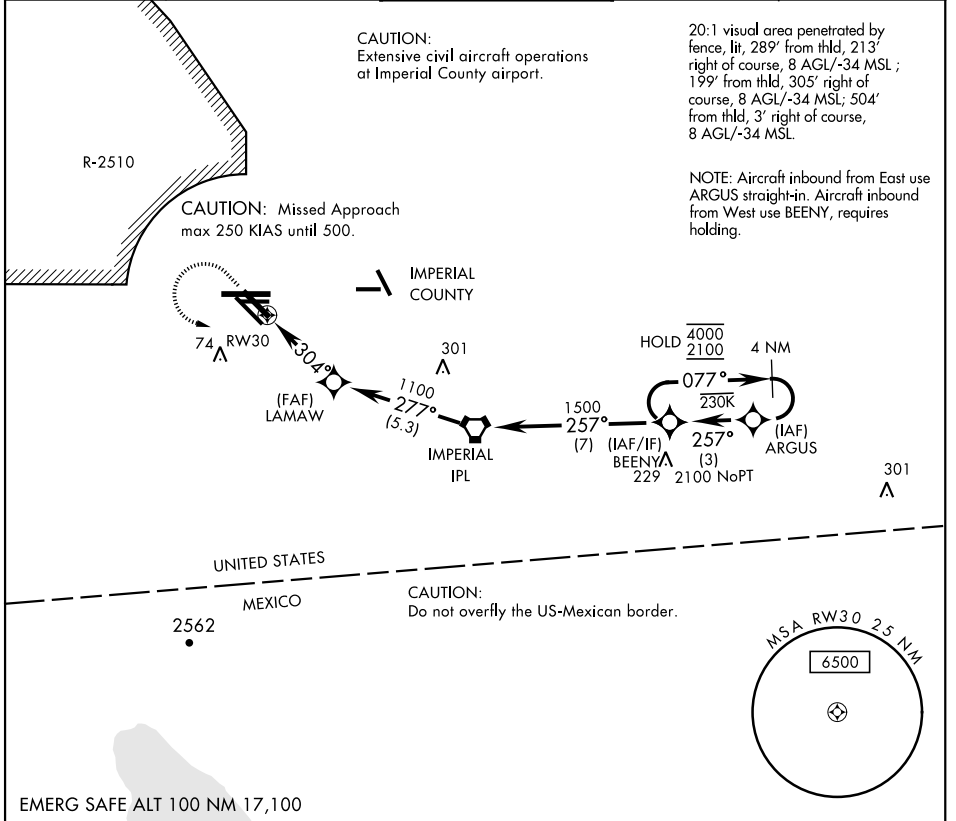 CAUTION:
Extensive civil aircraft operations
at Imperial County airport.
20:1 visual area penetrated by
fence, lit, 289' from thld, 213'
right of course, 8 AGL/-34 MSL ;
199' from thld, 305' right of
course, 8 AGL/-34 MSL; 504'
from thld, 3' right of course,
8 AGL/-34 MSL.
NOTE: Aircraft inbound from East use
ARGUS straight-in. Aircraft inbound
from West use BEENY, requires
holding.
R-2510
CAUTION: Missed Approach
max 250 KIAS until 500.
IMPERIAL
COUNTY
74
RW30
304°
(FAF)
LAMAW
301
1100
277°
(5.3)
IMPERIAL
IPL
1500
257°
(7)
HOLD
4000
2100
4 NM
077°
230K
257°
(3)
2100 NoPT
(IAF/IF)
BEENY
229
(IAF)
ARGUS
301
UNITED STATES
MEXICO
2562
CAUTION:
Do not overfly the US-Mexican border.
MSA RW30 25 NM
6500
EMERG SAFE ALT 100 NM 17,100